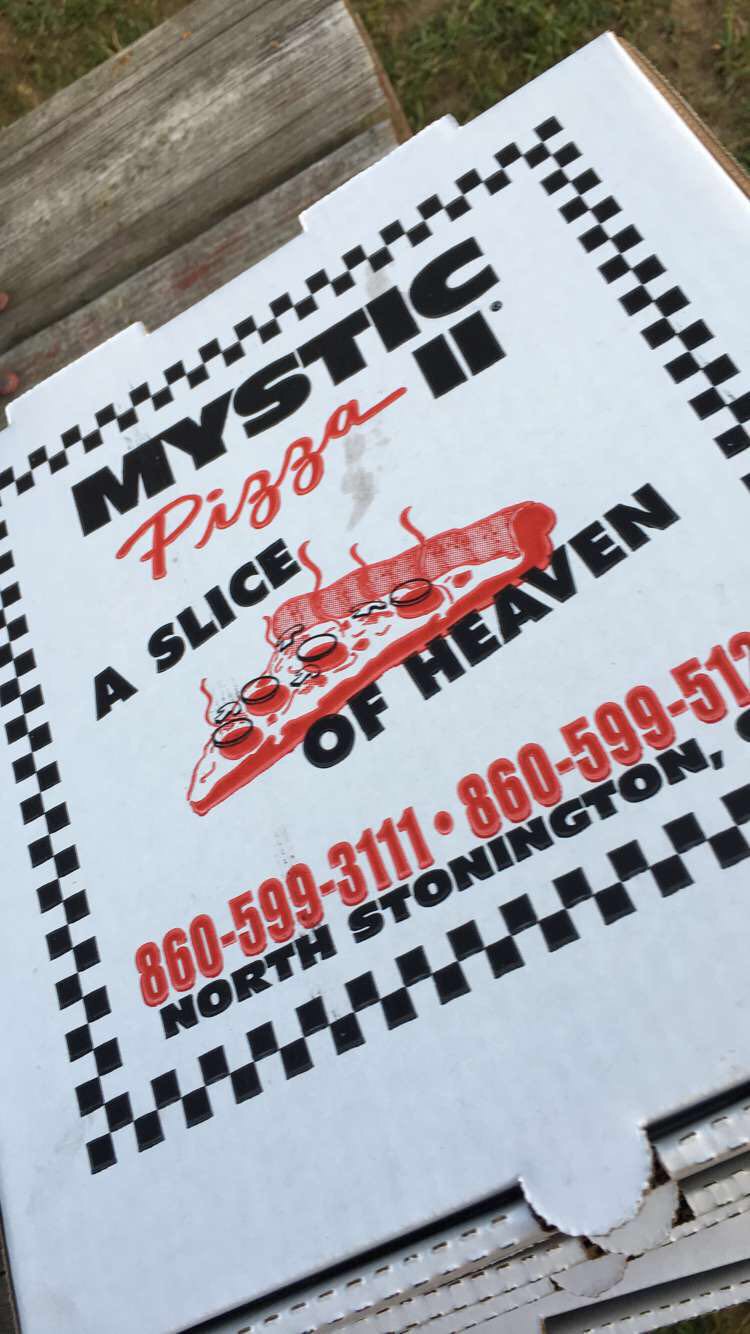 MYSTIC
Pizza II®
A SLICE
OF HEAVEN
860-599-3111 • 860-599-512
NORTH STONINGTON,